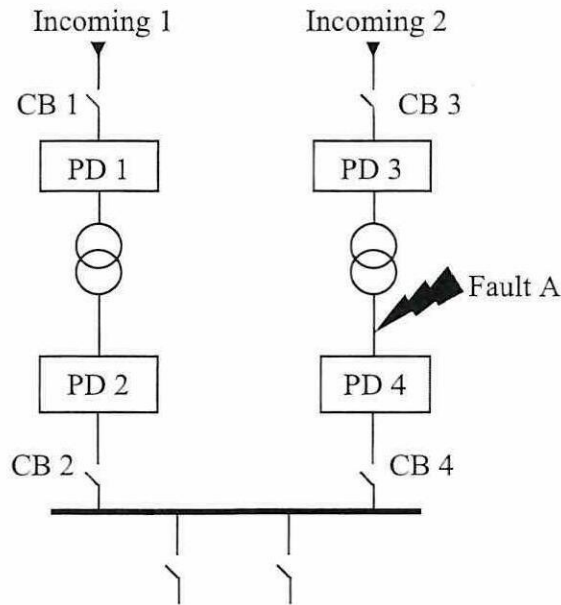 Incoming 1
Incoming 2
CB 1
CB 3
PD 1
PD 3
Fault A
PD 2
PD 4
CB 2
CB 4